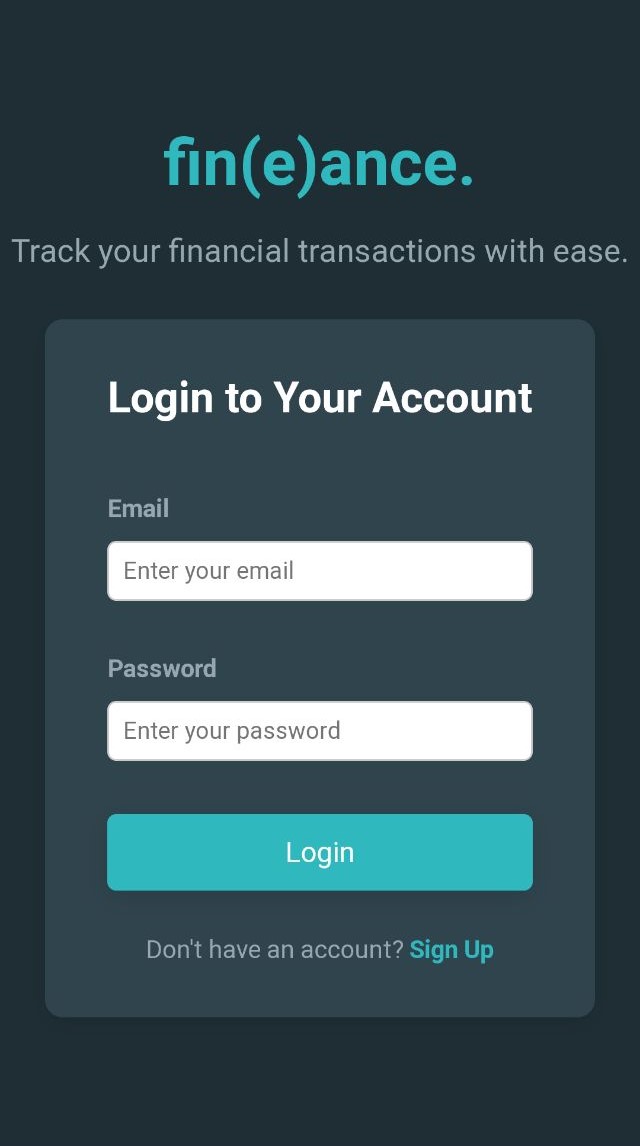 fin(e)ance.
Track your financial transactions with ease.
Login to Your Account
Email
Enter your email
Password
Enter your password
Login
Don't have an account? Sign Up